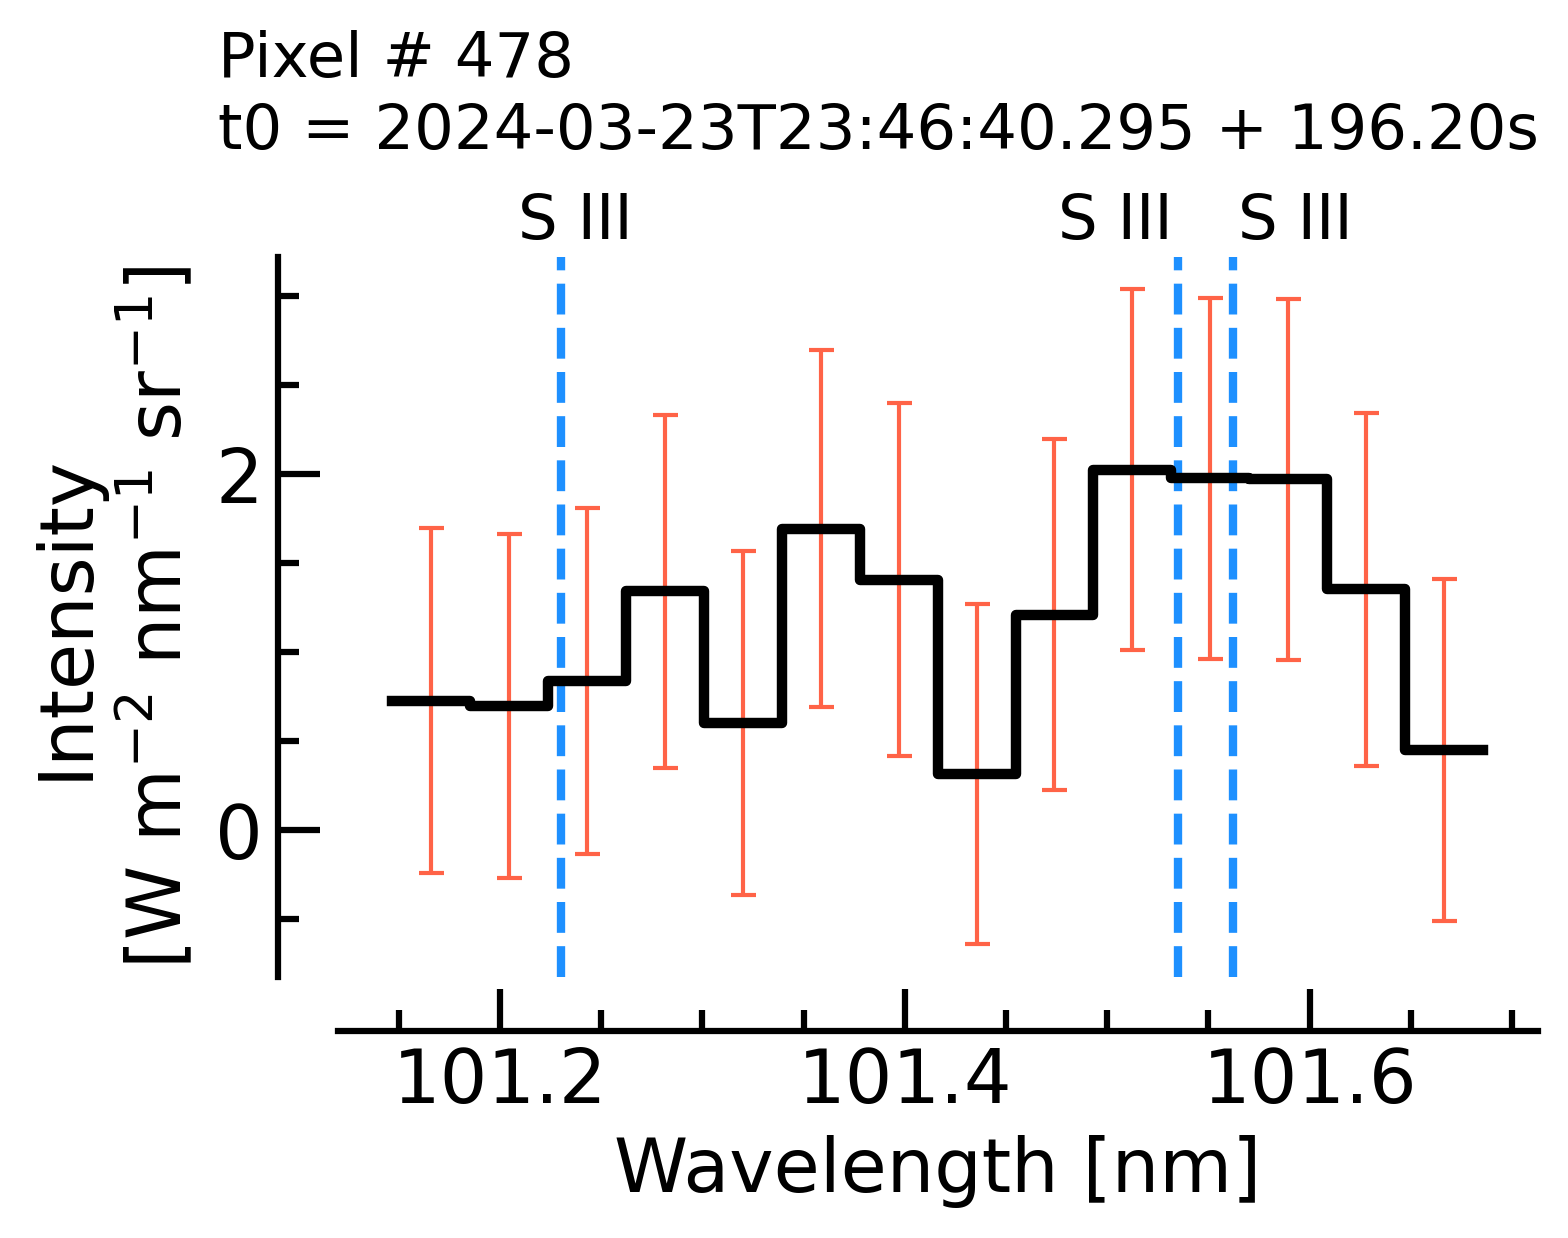 Pixel # 478
t0 = 2024-03-23T23:46:40.295 + 196.20s
S III S III S III
Intensity
[W m⁻² nm⁻¹ sr⁻¹]
2
0
101.2 101.4 101.6
Wavelength [nm]